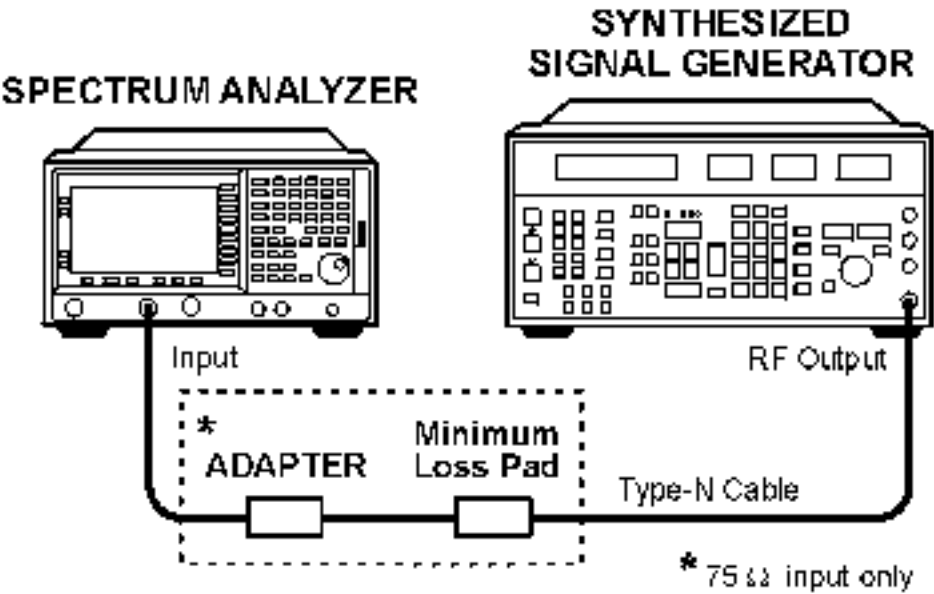 SYNTHESIZED
SIGNAL GENERATOR
SPECTRUM ANALYZER
Input
RF Output
*
ADAPTER
Minimum
Loss Pad
Type-N Cable
* 75 Ω input only